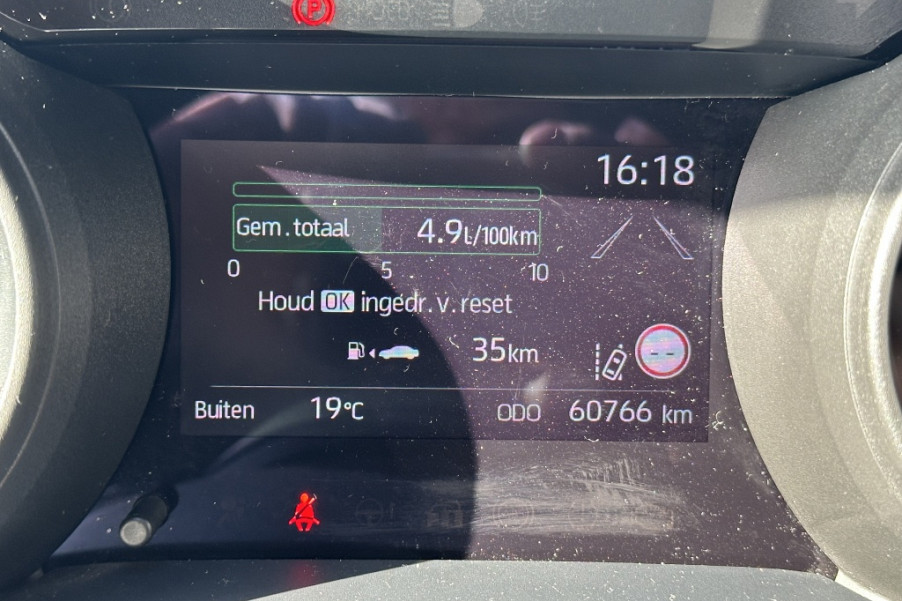 P
16:18
Gem. totaal 4.9L/100km
0 5 10
Houd OK ingedr. v. reset
35km
--
Buiten 19°C ODO 60766 km